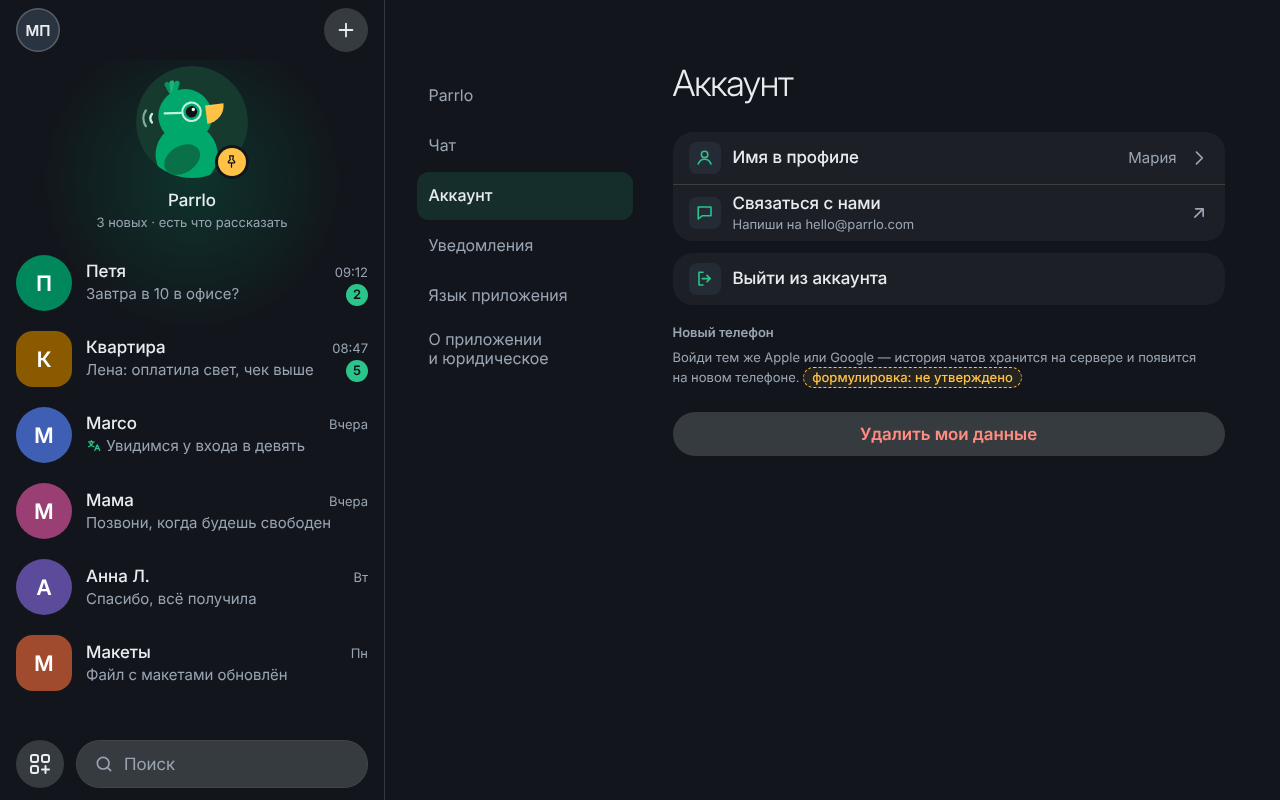 МП
Parrlo
3 новых · есть что рассказать
П
Петя
09:12
Завтра в 10 в офисе?
2
К
Квартира
08:47
Лена: оплатила свет, чек выше
5
M
Marco
Вчера
Увидимся у входа в девять
М
Мама
Вчера
Позвони, когда будешь свободен
А
Анна Л.
Вт
Спасибо, всё получила
М
Макеты
Пн
Файл с макетами обновлён
Поиск
Parrlo
Чат
Аккаунт
Уведомления
Язык приложения
О приложении
и юридическое
Аккаунт
Имя в профиле
Мария
Связаться с нами
Напиши на hello@parrlo.com
Выйти из аккаунта
Новый телефон
Войди тем же Apple или Google — история чатов хранится на сервере и появится
на новом телефоне. формулировка: не утверждено
Удалить мои данные